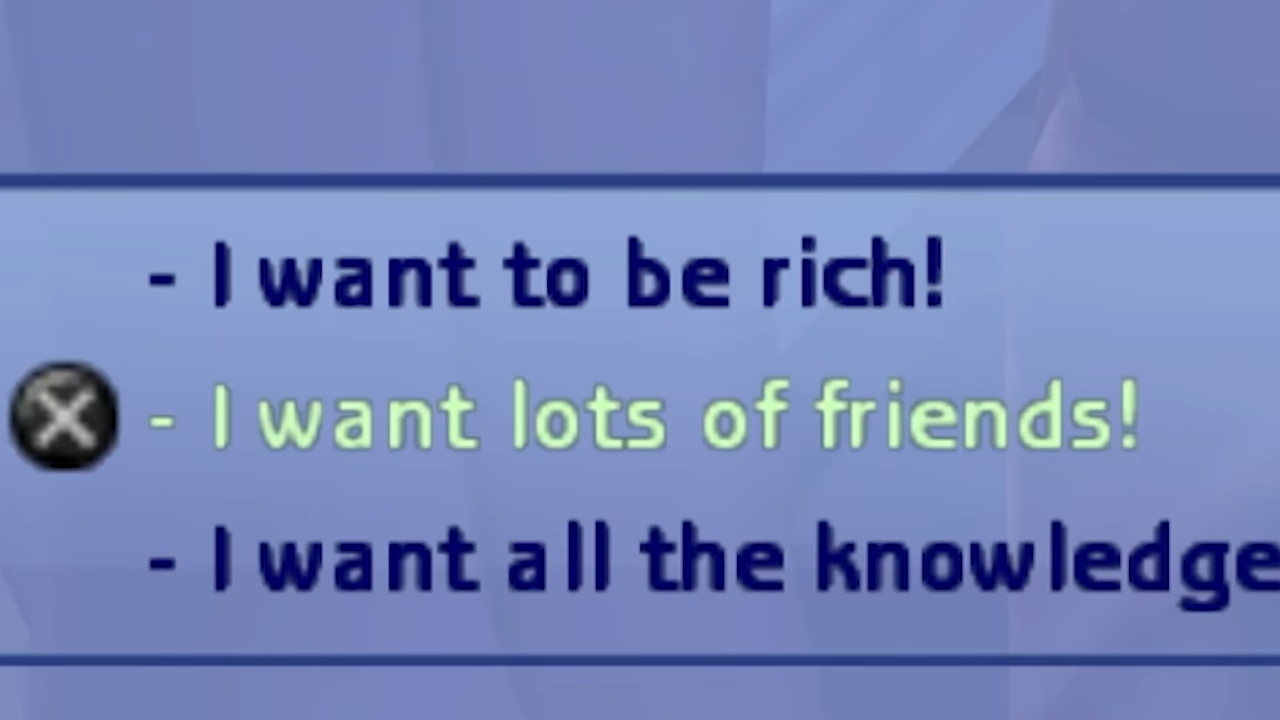 - I want to be rich!
- I want lots of friends!
- I want all the knowledge